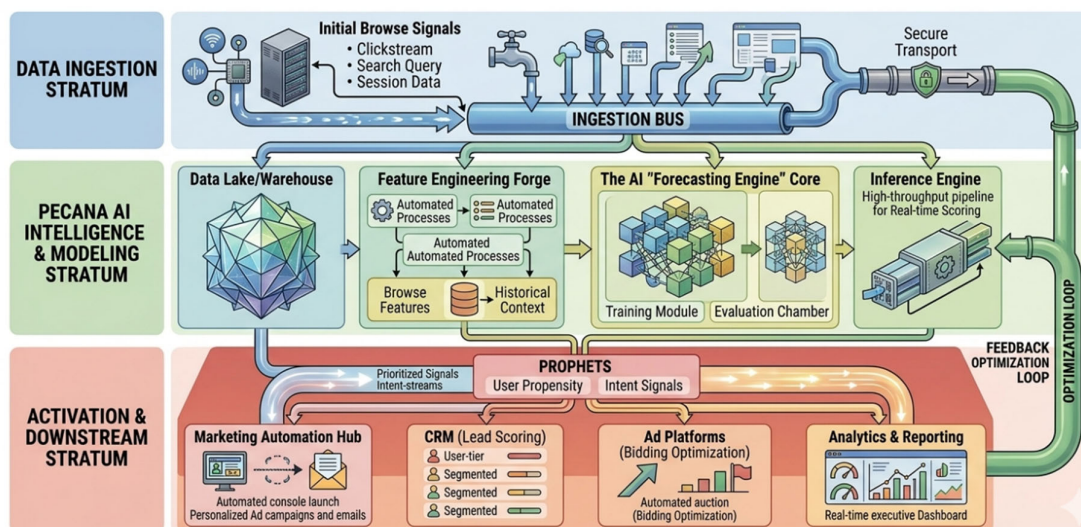 DATA INGESTION
STRATUM
Initial Browse Signals
• Clickstream
• Search Query
• Session Data
Secure
Transport
INGESTION BUS
PECANA AI
INTELLIGENCE
& MODELING
STRATUM
Data Lake/Warehouse
Feature Engineering Forge
Automated
Processes
Automated
Processes
Automated
Automated Processes
Browse
Features
Historical
Context
The AI "Forecasting Engine" Core
Training Module
Evaluation Chamber
Inference Engine
High-throughput pipeline
for Real-time Scoring
OPTIMIZATION LOOP
FEEDBACK
OPTIMIZATION
LOOP
ACTIVATION &
DOWNSTREAM
STRATUM
Prioritized Signals
Intent-streams
PROPHETS
User Propensity
Intent Signals
Marketing Automation Hub
Automated console launch
Personalized Ad campaigns and emails
CRM (Lead Scoring)
User-tier
Segmented
Segmented
Segmented
Ad Platforms
(Bidding Optimization)
Automated auction
(Bidding Optimization)
Analytics & Reporting
Real-time executive Dashboard